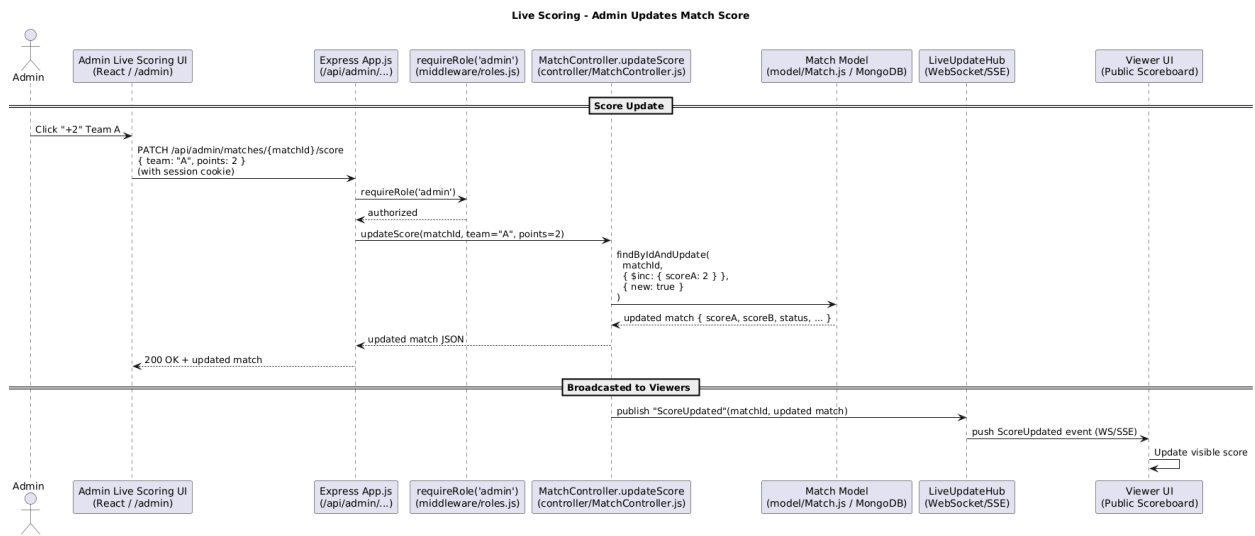 Live Scoring - Admin Updates Match Score
Admin
Admin Live Scoring UI
(React / /admin)
Express App.js
(/api/admin/...)
requireRole('admin')
(middleware/roles.js)
MatchController.updateScore
(controller/MatchController.js)
Match Model
(model/Match.js / MongoDB)
LiveUpdateHub
(WebSocket/SSE)
Viewer UI
(Public Scoreboard)
Score Update
Click "+2" Team A
PATCH /api/admin/matches/{matchId}/score
{ team: "A", points: 2 }
(with session cookie)
requireRole('admin')
authorized
updateScore(matchId, team="A", points=2)
findByIdAndUpdate(
matchId,
{ $inc: { scoreA: 2 } },
{ new: true }
)
updated match { scoreA, scoreB, status, ... }
updated match JSON
200 OK + updated match
Broadcasted to Viewers
publish "ScoreUpdated"(matchId, updated match)
push ScoreUpdated event (WS/SSE)
Update visible score
Admin
Admin Live Scoring UI
(React / /admin)
Express App.js
(/api/admin/...)
requireRole('admin')
(middleware/roles.js)
MatchController.updateScore
(controller/MatchController.js)
Match Model
(model/Match.js / MongoDB)
LiveUpdateHub
(WebSocket/SSE)
Viewer UI
(Public Scoreboard)